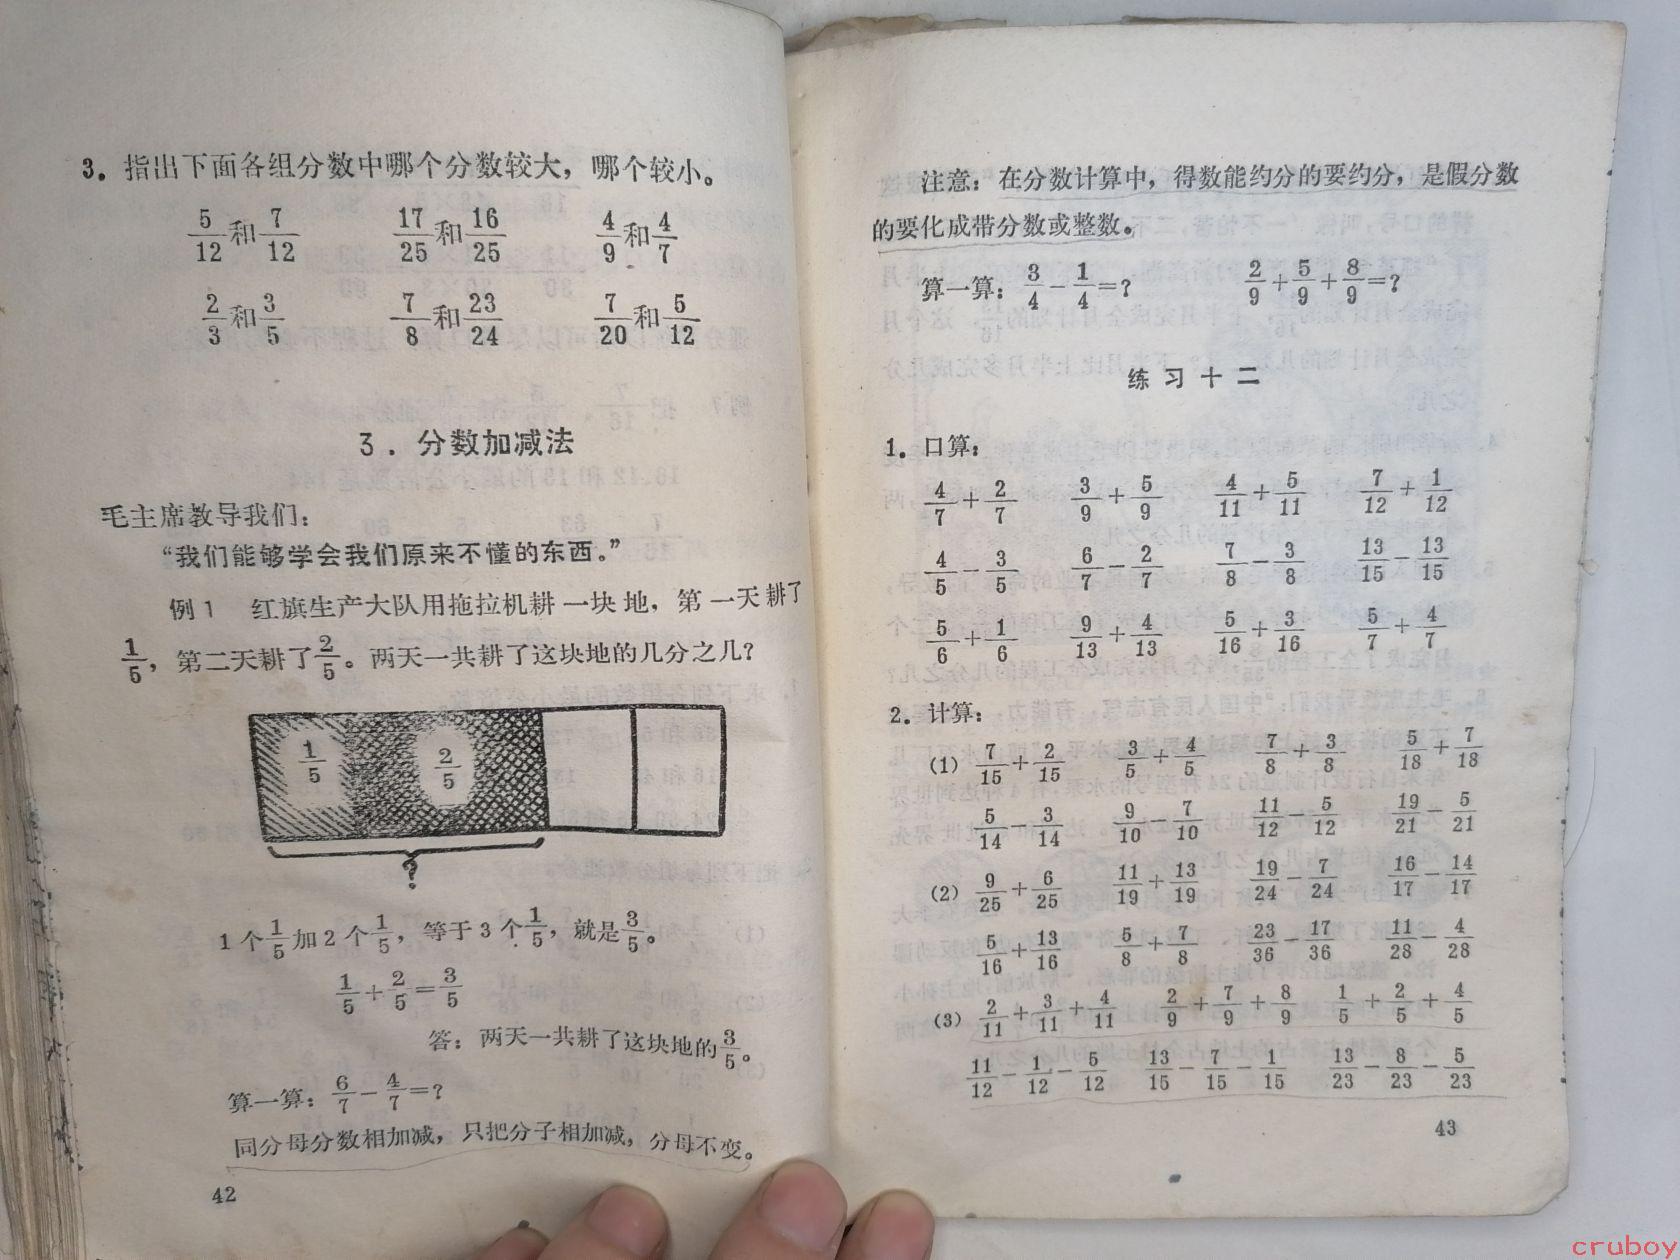 3. 指出下面各组分数中哪个分数较大，哪个较小。
5/12 和 7/12 17/25 和 16/25 4/9 和 4/7
2/3 和 3/5 7/8 和 23/24 7/20 和 5/12
3. 分数加减法
毛主席教导我们：
“我们能够学会我们原来不懂的东西。”
例1 红旗生产大队用拖拉机耕一块地，第一天耕了
1/5，第二天耕了2/5。两天一共耕了这块地的几分之几？
1/5 2/5
?
1个1/5加2个1/5，等于3个1/5，就是3/5。
1/5+2/5=3/5
答：两天一共耕了这块地的3/5。
算一算：6/7-4/7=?
同分母分数相加减，只把分子相加减，分母不变。
42
注意：在分数计算中，得数能约分的要约分，是假分数
的要化成带分数或整数。
算一算：3/4-1/4=? 2/9+5/9+8/9=?
练习十二
1. 口算：
4/7+2/7 3/9+5/9 4/11+5/11 7/12+1/12
4/5-3/5 6/7-2/7 7/8-3/8 13/15-13/15
5/6+1/6 9/13+4/13 5/16+3/16 5/7+4/7
2. 计算：
(1) 7/15+2/15 3/5+4/5 7/8+3/8 5/18+7/18
5/14-3/14 9/10-7/10 11/12-5/12 19/21-5/21
(2) 9/25+6/25 11/19+13/19 19/24-7/24 16/17-14/17
5/16+13/16 5/8+7/8 23/36-17/36 11/28-4/28
(3) 2/11+3/11+4/11 2/9+7/9+8/9 1/5+2/5+4/5
11/12-1/12-5/12 13/15-7/15-1/15 13/23-8/23-5/23
43
cruboy